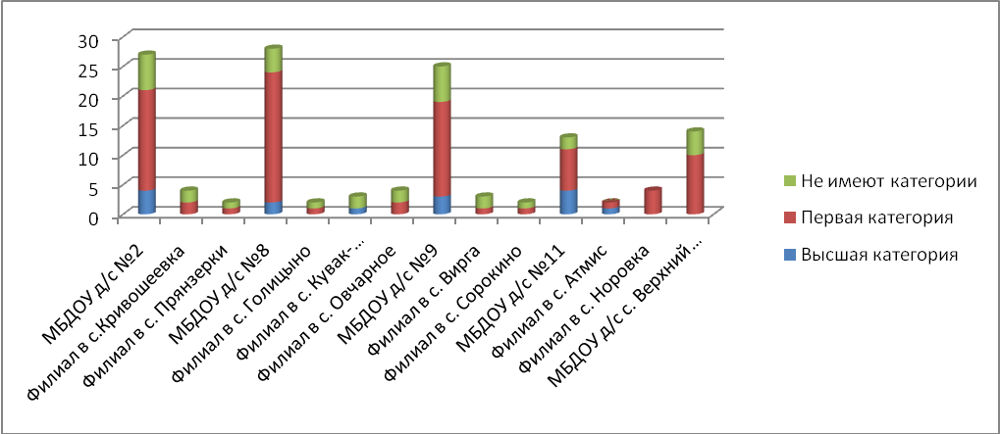 30
25
20
15
10
5
0
МБДОУ д/с №2
Филиал в с.Кривошеевка
Филиал в с. Прянзерки
МБДОУ д/с №8
Филиал в с. Голицыно
Филиал в с. Кувак-…
Филиал в с. Овчарное
МБДОУ д/с №9
Филиал в с. Вирга
Филиал в с. Сорокино
МБДОУ д/с №11
Филиал в с. Атмис
Филиал в с. Норовка
МБДОУ д/с с. Верхний…
Не имеют категории
Первая категория
Высшая категория